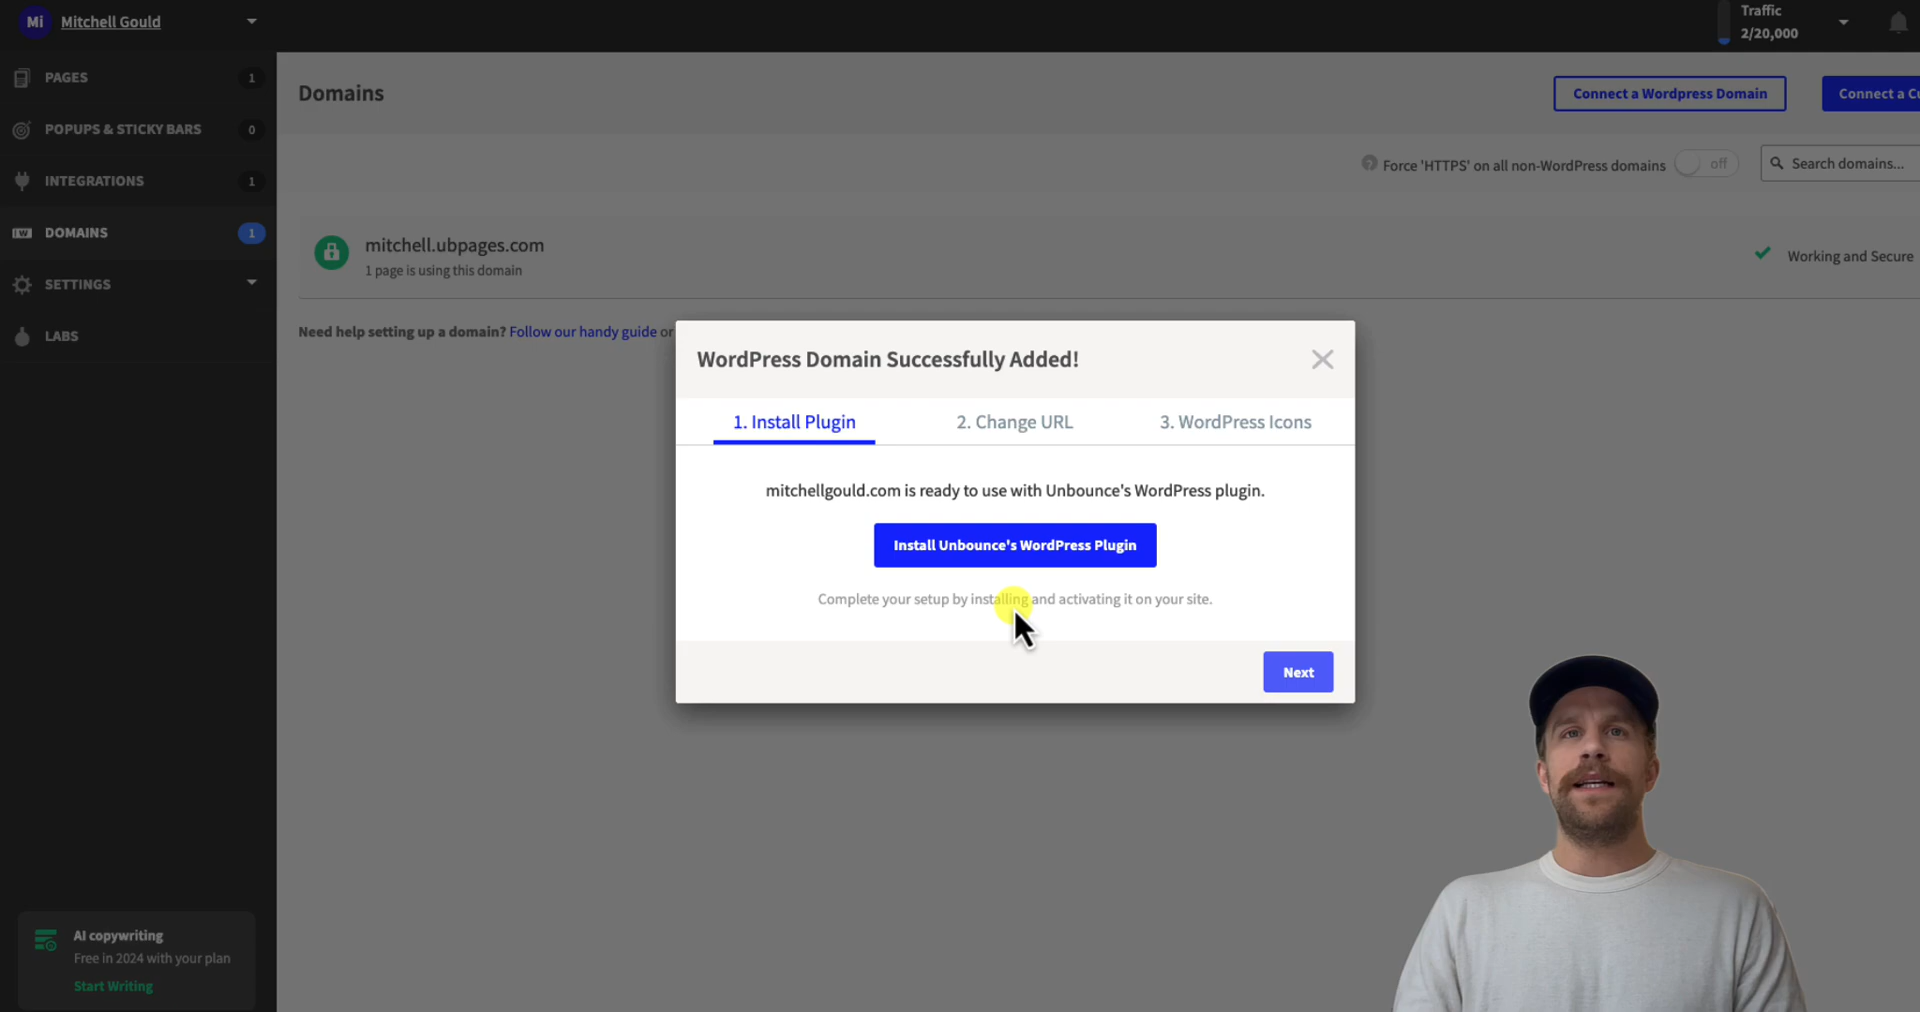 Mi
Mitchell Gould
Traffic
2/20,000
PAGES
1
POPUPS & STICKY BARS
0
INTEGRATIONS
1
DOMAINS
1
SETTINGS
LABS
Domains
Connect a Wordpress Domain
Connect a Cu
? Force 'HTTPS' on all non-WordPress domains
off
Search domains...
mitchell.ubpages.com
1 page is using this domain
Working and Secure
Need help setting up a domain? Follow our handy guide or
WordPress Domain Successfully Added!
1. Install Plugin
2. Change URL
3. WordPress Icons
mitchellgould.com is ready to use with Unbounce's WordPress plugin.
Install Unbounce's WordPress Plugin
Complete your setup by installing and activating it on your site.
Next
AI copywriting
Free in 2024 with your plan
Start Writing